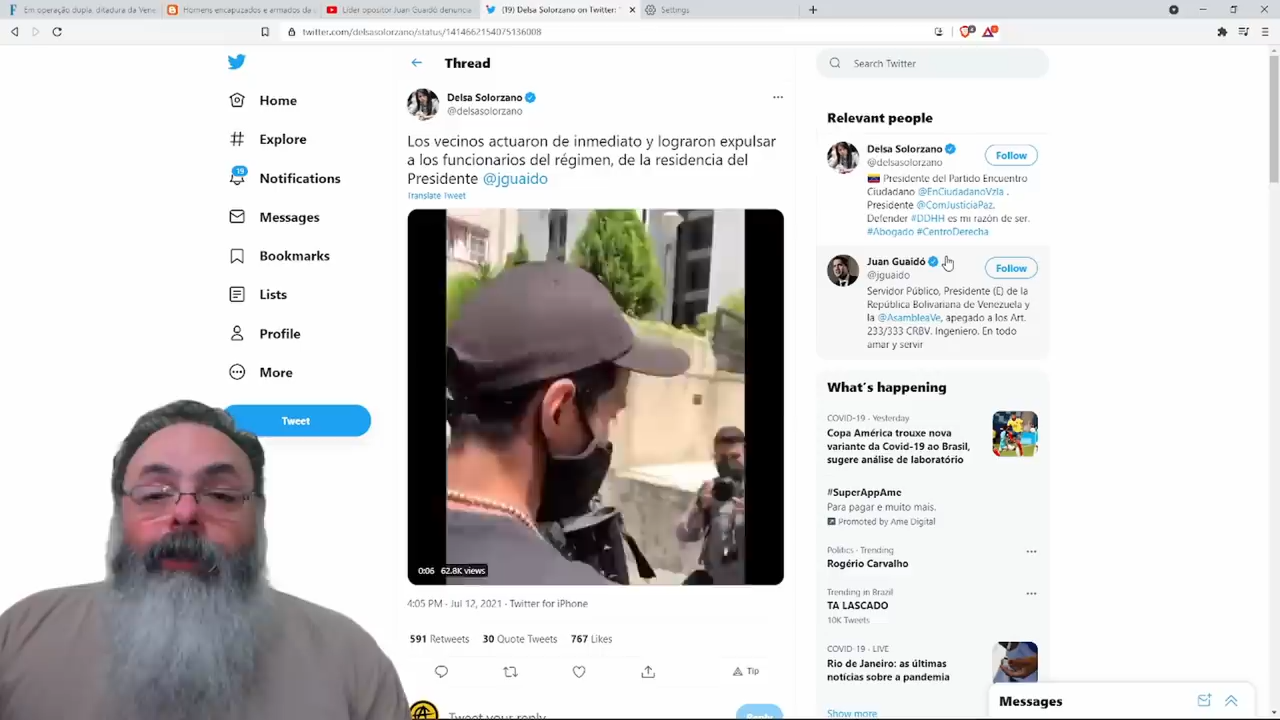 Em operação dupla, ditadura da Vene
Homens encapuzados e armados da
Líder opositor Juan Guaidó denuncia
(19) Delsa Solorzano on Twitter: "
Settings
twitter.com/delsasolorzano/status/1414662154075136008
Home
Explore
19
Notifications
Messages
Bookmarks
Lists
Profile
More
Tweet
Thread
Delsa Solorzano
@delsasolorzano
Los vecinos actuaron de inmediato y lograron expulsar
a los funcionarios del régimen, de la residencia del
Presidente @jguaido
Translate Tweet
0:06 62.8K views
4:05 PM · Jul 12, 2021 · Twitter for iPhone
591 Retweets 30 Quote Tweets 767 Likes
Tip
Tweet your reply
Reply
Search Twitter
Relevant people
Delsa Solorzano
@delsasolorzano
Follow
Presidente del Partido Encuentro
Ciudadano @EnCiudadanoVzla .
Presidente @ComJusticiaPaz.
Defender #DDHH es mi razón de ser.
#Abogado #CentroDerecha
Juan Guaidó
@jguaido
Follow
Servidor Público, Presidente (E) de la
República Bolivariana de Venezuela y
la @AsambleaVe, apegado a los Art.
233/333 CRBV. Ingeniero. En todo
amar y servir
What's happening
COVID-19 · Yesterday
Copa América trouxe nova
variante da Covid-19 ao Brasil,
sugere análise de laboratório
#SuperAppAme
Para pagar e muito mais.
Promoted by Ame Digital
Politics · Trending
Rogério Carvalho
Trending in Brazil
TA LASCADO
10K Tweets
COVID-19 · LIVE
Rio de Janeiro: as últimas
notícias sobre a pandemia
Show more
Messages